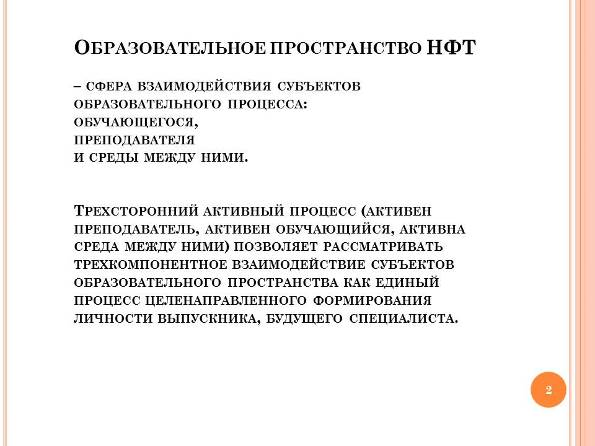 Образовательное пространство НФТ
– сфера взаимодействия субъектов
образовательного процесса:
обучающегося,
преподавателя
и среды между ними.
Трехсторонний активный процесс (активен
преподаватель, активен обучающийся, активна
среда между ними) позволяет рассматривать
трехкомпонентное взаимодействие субъектов
образовательного пространства как единый
процесс целенаправленного формирования
личности выпускника, будущего специалиста.
2